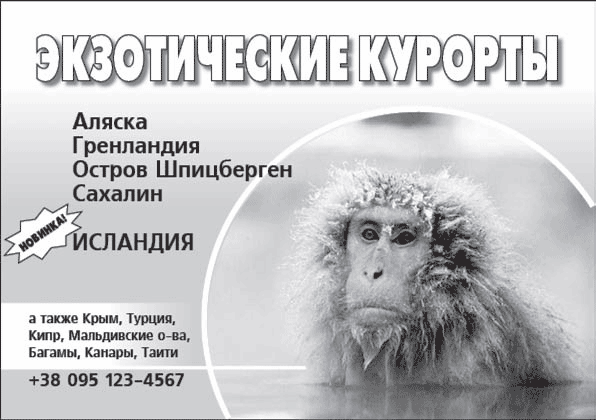 ЭКЗОТИЧЕСКИЕ КУРОРТЫ
Аляска
Гренландия
Остров Шпицберген
Сахалин
НОВИНКА!
ИСЛАНДИЯ
а также Крым, Турция,
Кипр, Мальдивские о-ва,
Багамы, Канары, Таити
+38 095 123-4567